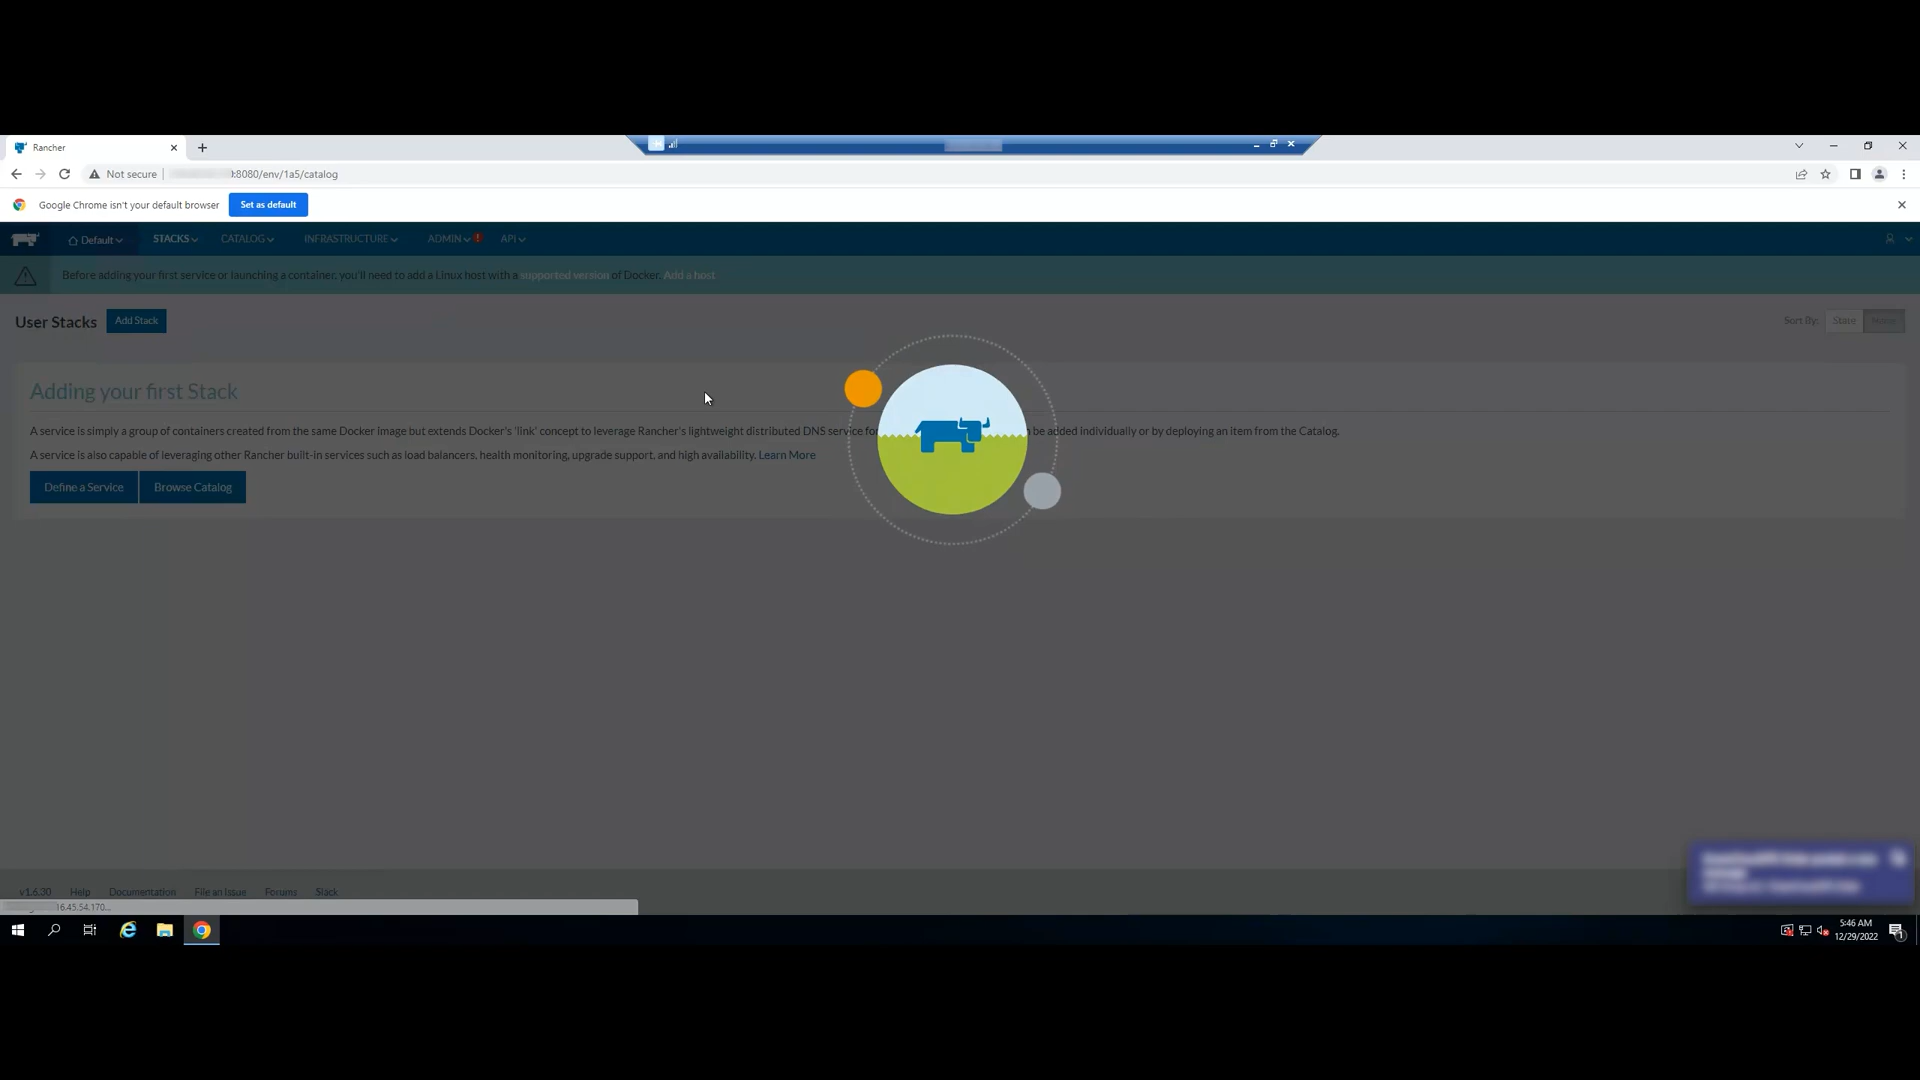 Rancher
Not secure
:8080/env/1a5/catalog
Google Chrome isn't your default browser
Set as default
Default
STACKS
CATALOG
INFRASTRUCTURE
ADMIN
!
API
Before adding your first service or launching a container, you'll need to add a Linux host with a supported version of Docker. Add a host
User Stacks
Add Stack
Sort By:
State
Name
Adding your first Stack
A service is simply a group of containers created from the same Docker image but extends Docker's 'link' concept to leverage Rancher's lightweight distributed DNS service for be added individually or by deploying an item from the Catalog.
A service is also capable of leveraging other Rancher built-in services such as load balancers, health monitoring, upgrade support, and high availability. Learn More
Define a Service
Browse Catalog
v1.6.30
Help
Documentation
File an Issue
Forums
Slack
16.45.54.170...
5:46 AM
12/29/2022
1